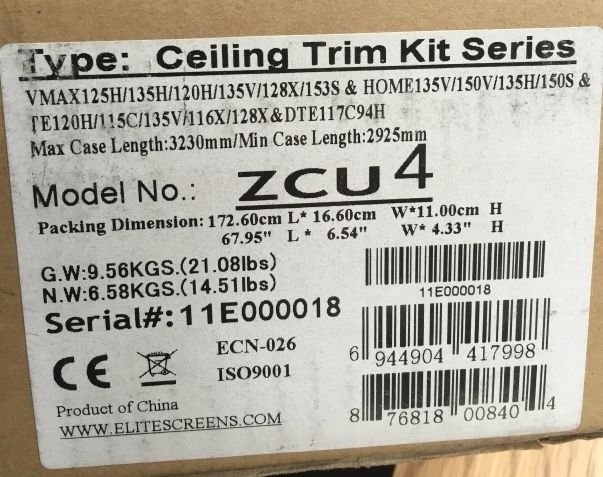 Type: Ceiling Trim Kit Series
VMAX125H/135H/120H/135V/128X/153S & HOME135V/150V/135H/150S &
TE120H/115C/135V/116X/128X&DTE117C94H
Max Case Length:3230mm/Min Case Length:2925mm
Model No.: ZCU4
Packing Dimension: 172.60cm L* 16.60cm W*11.00cm H
67.95" L * 6.54" W* 4.33" H
G.W:9.56KGS.(21.08lbs)
N.W:6.58KGS.(14.51lbs)
Serial#:11E000018
11E000018
ECN-026
ISO9001
CE
6 944904 417998
8 76818 00840 4
Product of China
WWW.ELITESCREENS.COM